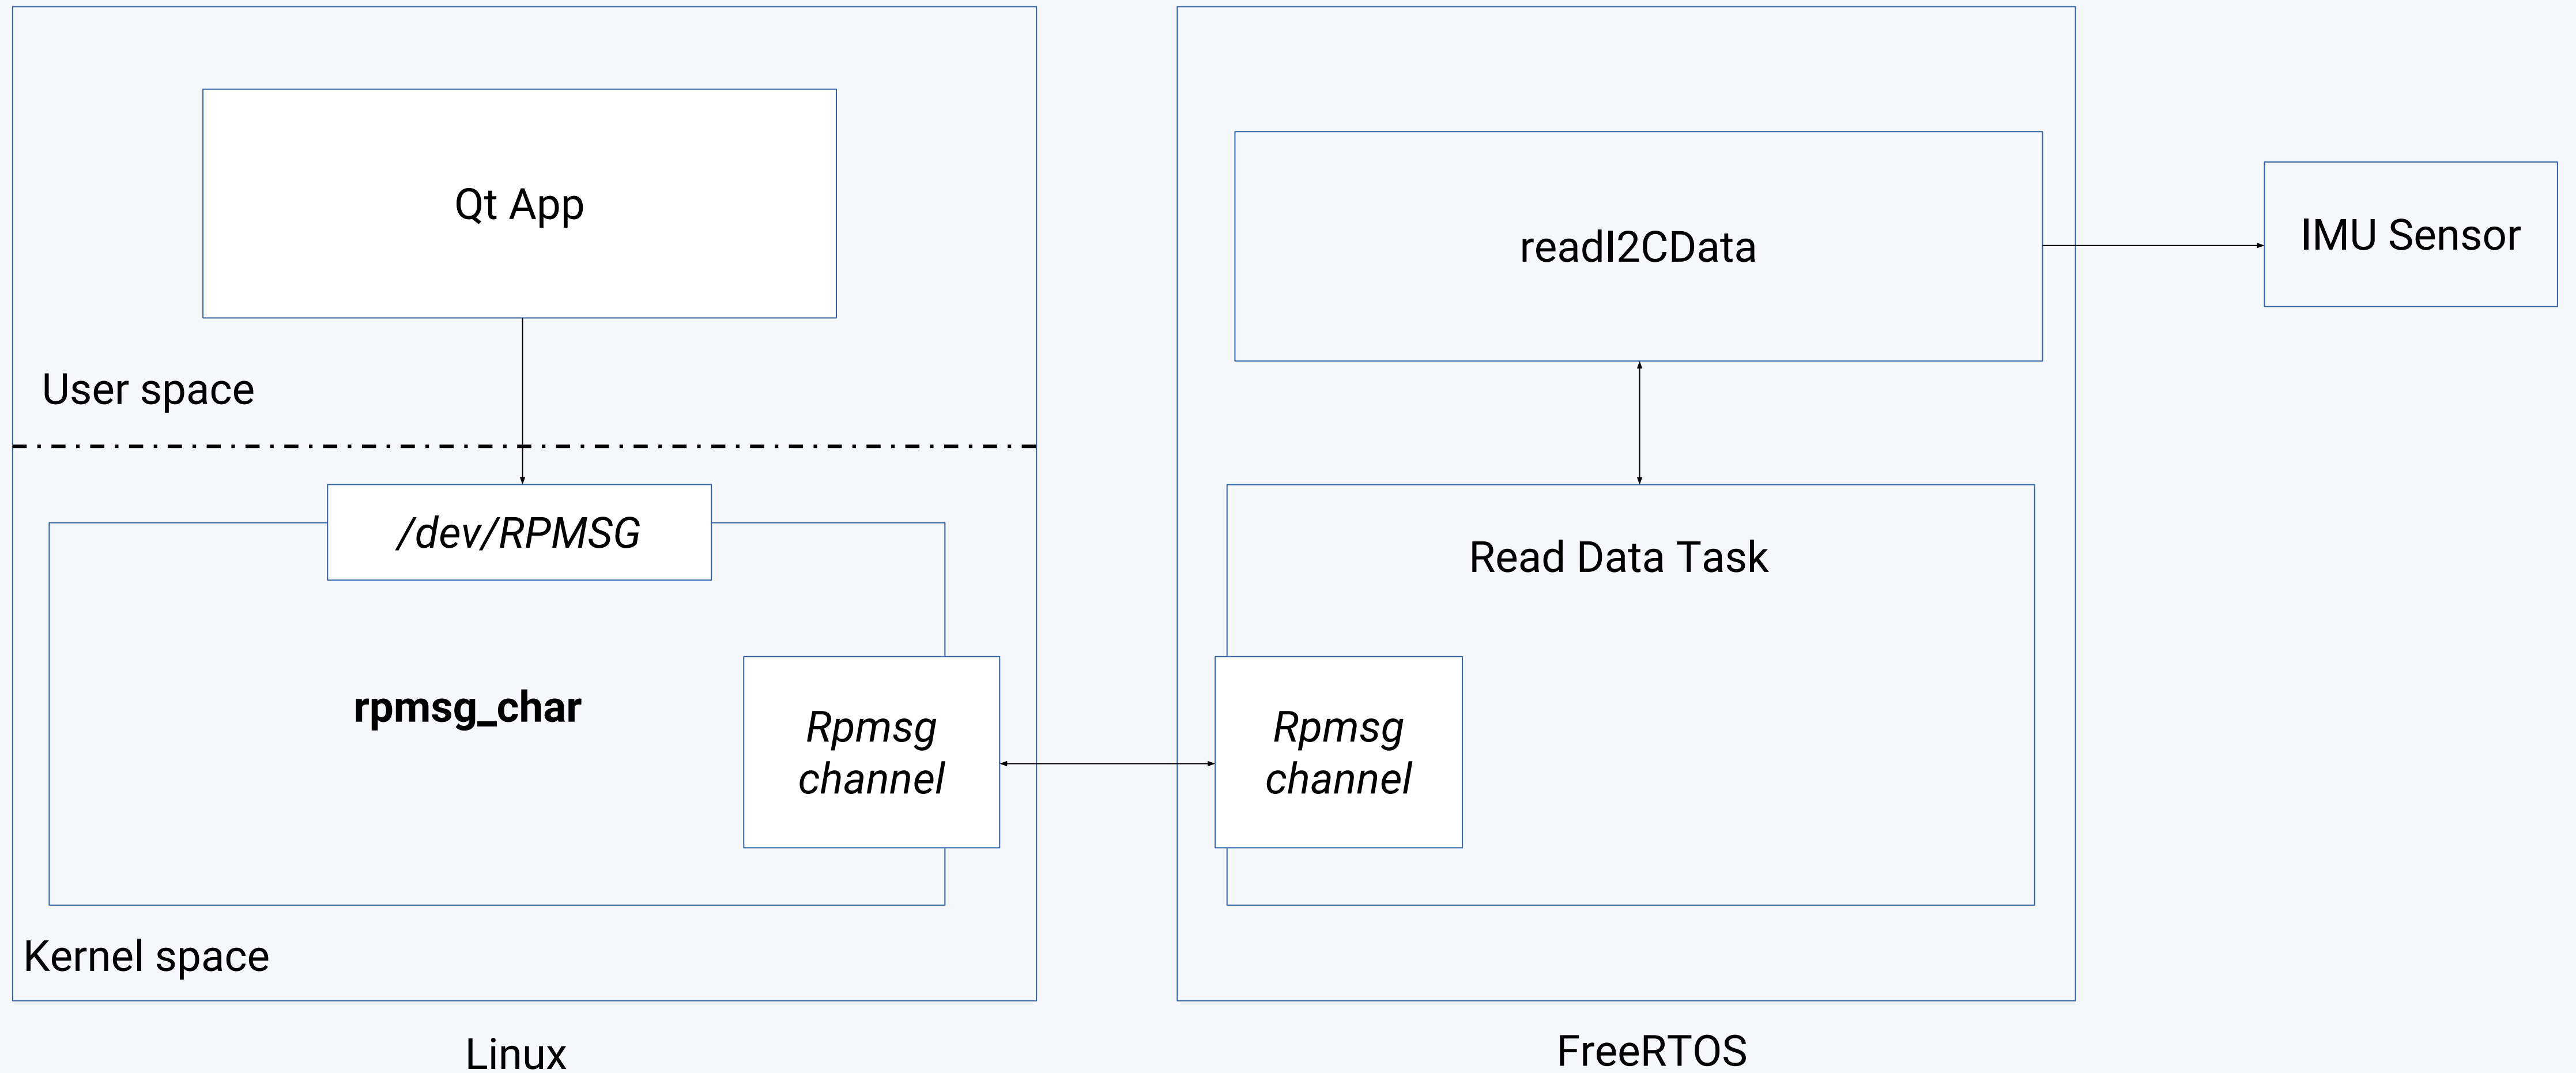 Qt App
User space
/dev/RPMSG
rpmsg_char
Rpmsg
channel
Kernel space
Linux
readI2CData
Read Data Task
Rpmsg
channel
FreeRTOS
IMU Sensor